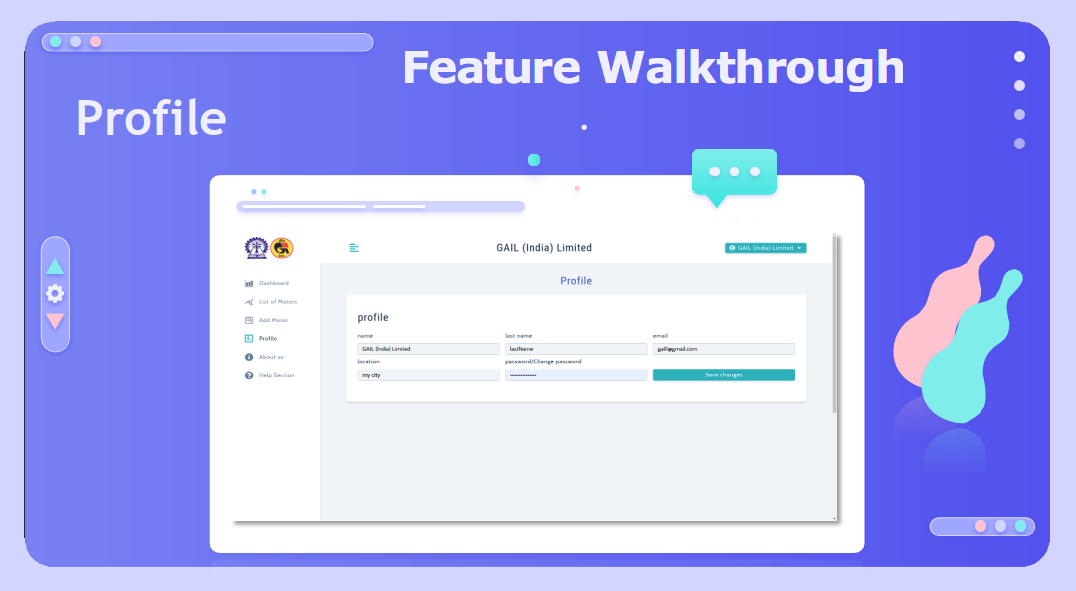 Feature Walkthrough
Profile
GAIL (India) Limited
GAIL (India) Limited
Dashboard
List of Motors
Add Motor
Profile
About us
Help Section
Profile
profile
name
last name
email
GAIL (India) Limited
lastName
gail@gmail.com
location
password/Change password
my city
Save changes